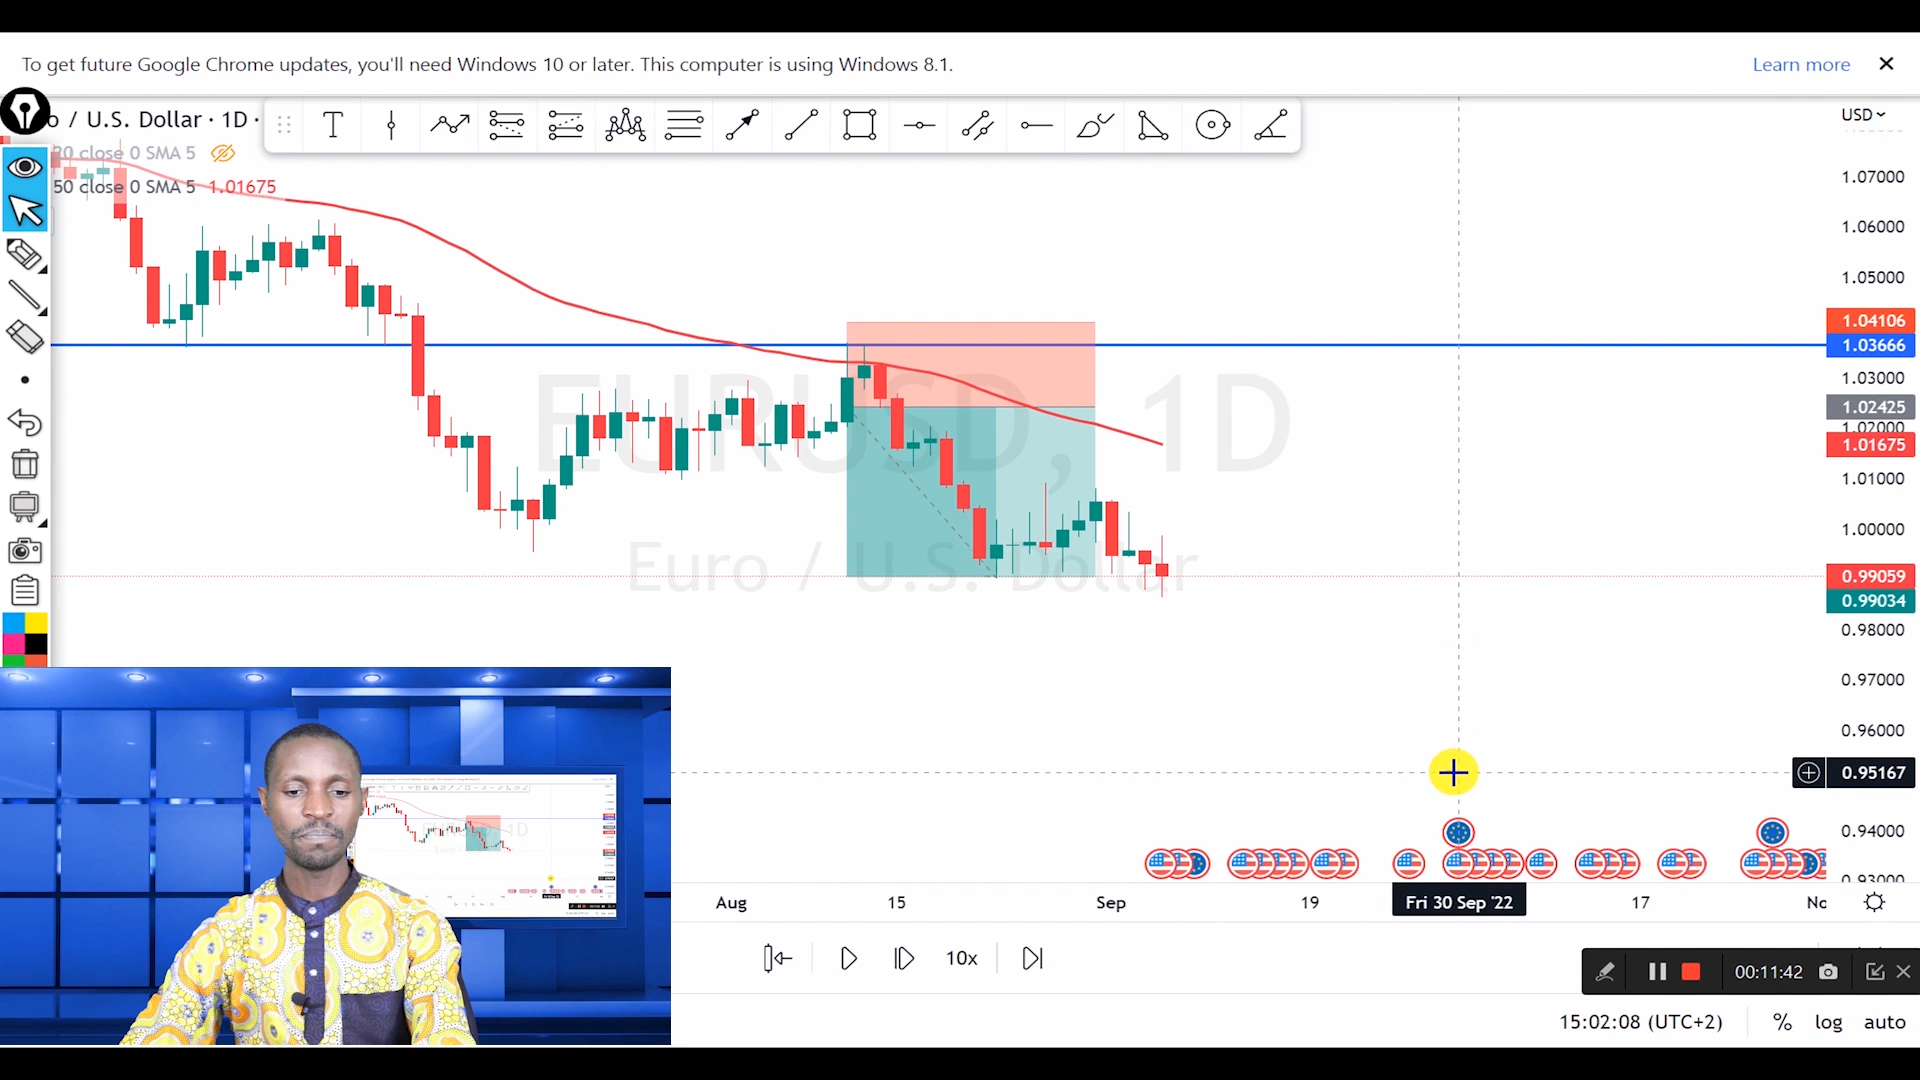 To get future Google Chrome updates, you'll need Windows 10 or later. This computer is using Windows 8.1.
Learn more
o / U.S. Dollar · 1D ·
USD
20 close 0 SMA 5
50 close 0 SMA 5 1.01675
1.07000
1.06000
1.05000
1.04106
1.03666
1.03000
1.02425
1.02000
1.01675
1.01000
1.00000
0.99059
0.99034
0.98000
0.97000
0.96000
0.95167
0.94000
0.93000
EURUSD, 1D
Euro / U.S. Dollar
Aug
15
Sep
19
Fri 30 Sep '22
17
No
10x
00:11:42
15:02:08 (UTC+2)
%
log
auto